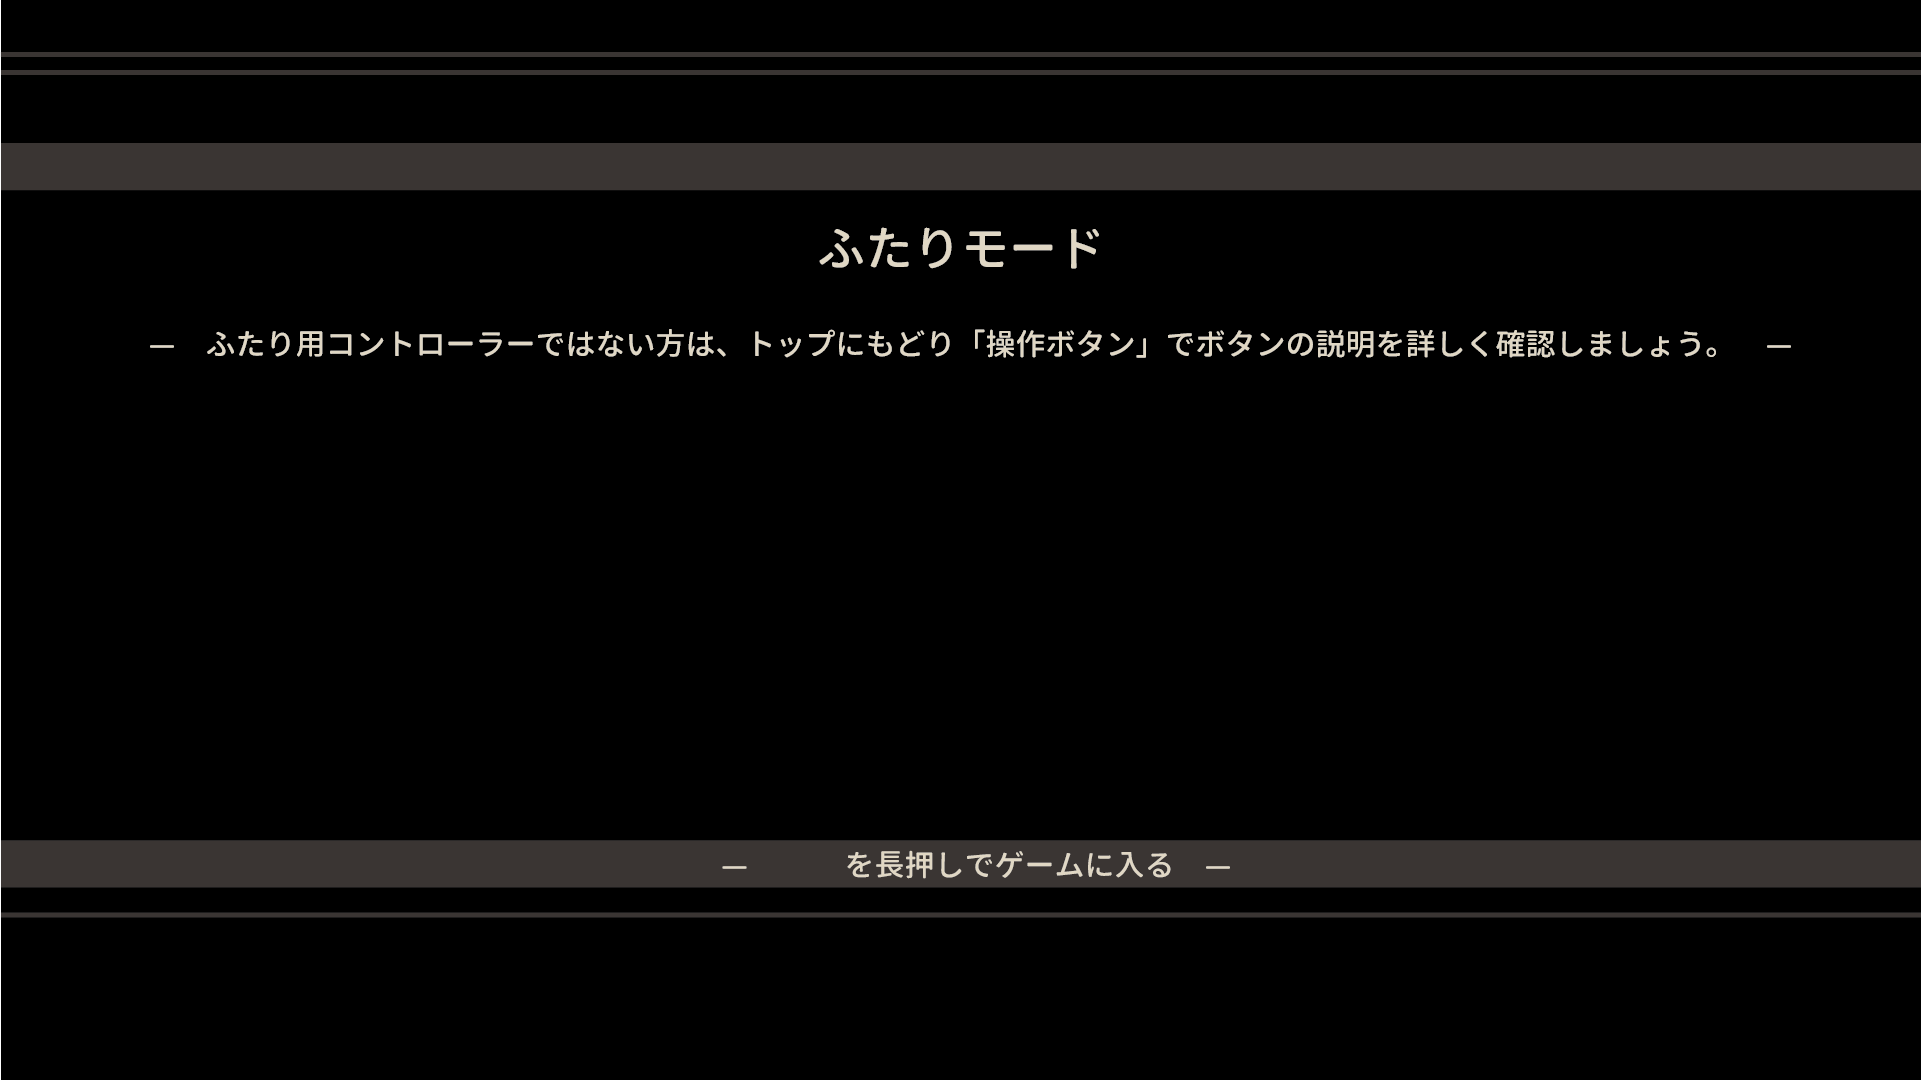 ふたりモード
— ふたり用コントローラーではない方は、トップにもどり「操作ボタン」でボタンの説明を詳しく確認しましょう。 —
— を長押しでゲームに入る —